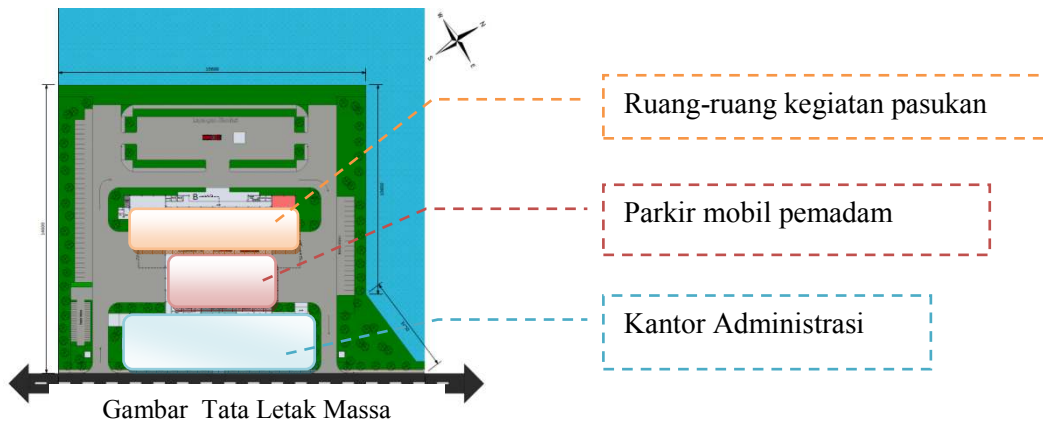 W
N
S
E
Ruang-ruang kegiatan pasukan
Parkir mobil pemadam
Kantor Administrasi
Gambar Tata Letak Massa